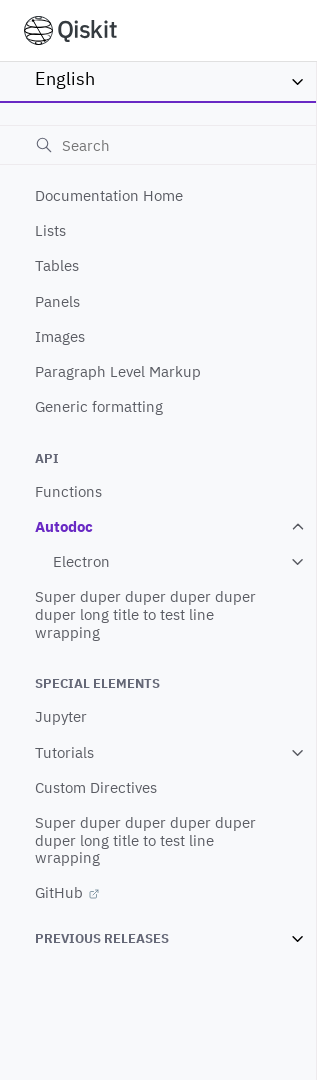 Qiskit
English
Search
Documentation Home
Lists
Tables
Panels
Images
Paragraph Level Markup
Generic formatting
API
Functions
Autodoc
Electron
Super duper duper duper duper
duper long title to test line
wrapping
SPECIAL ELEMENTS
Jupyter
Tutorials
Custom Directives
Super duper duper duper duper
duper long title to test line
wrapping
GitHub
PREVIOUS RELEASES